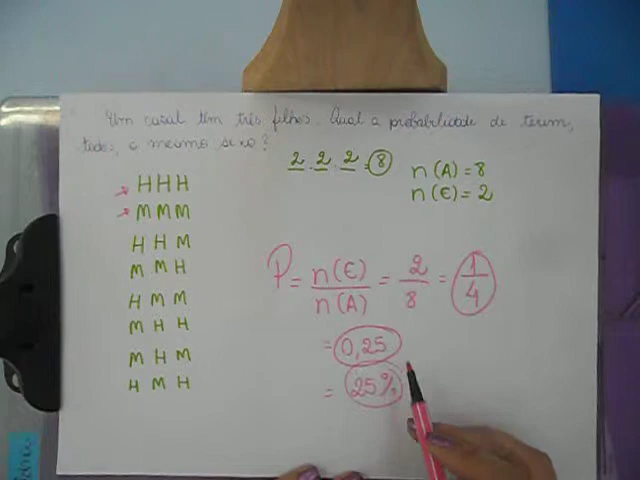 Um casal têm três filhos. Qual a probabilidade de terem,
todos, o mesmo sexo?
2 . 2 . 2 = 8
n(A) = 8
n(E) = 2
HHH
MMM
HHM
MMH
HMM
MHH
MHM
HMH
P = n(E)/n(A) = 2/8 = 1/4
= 0,25
= 25%